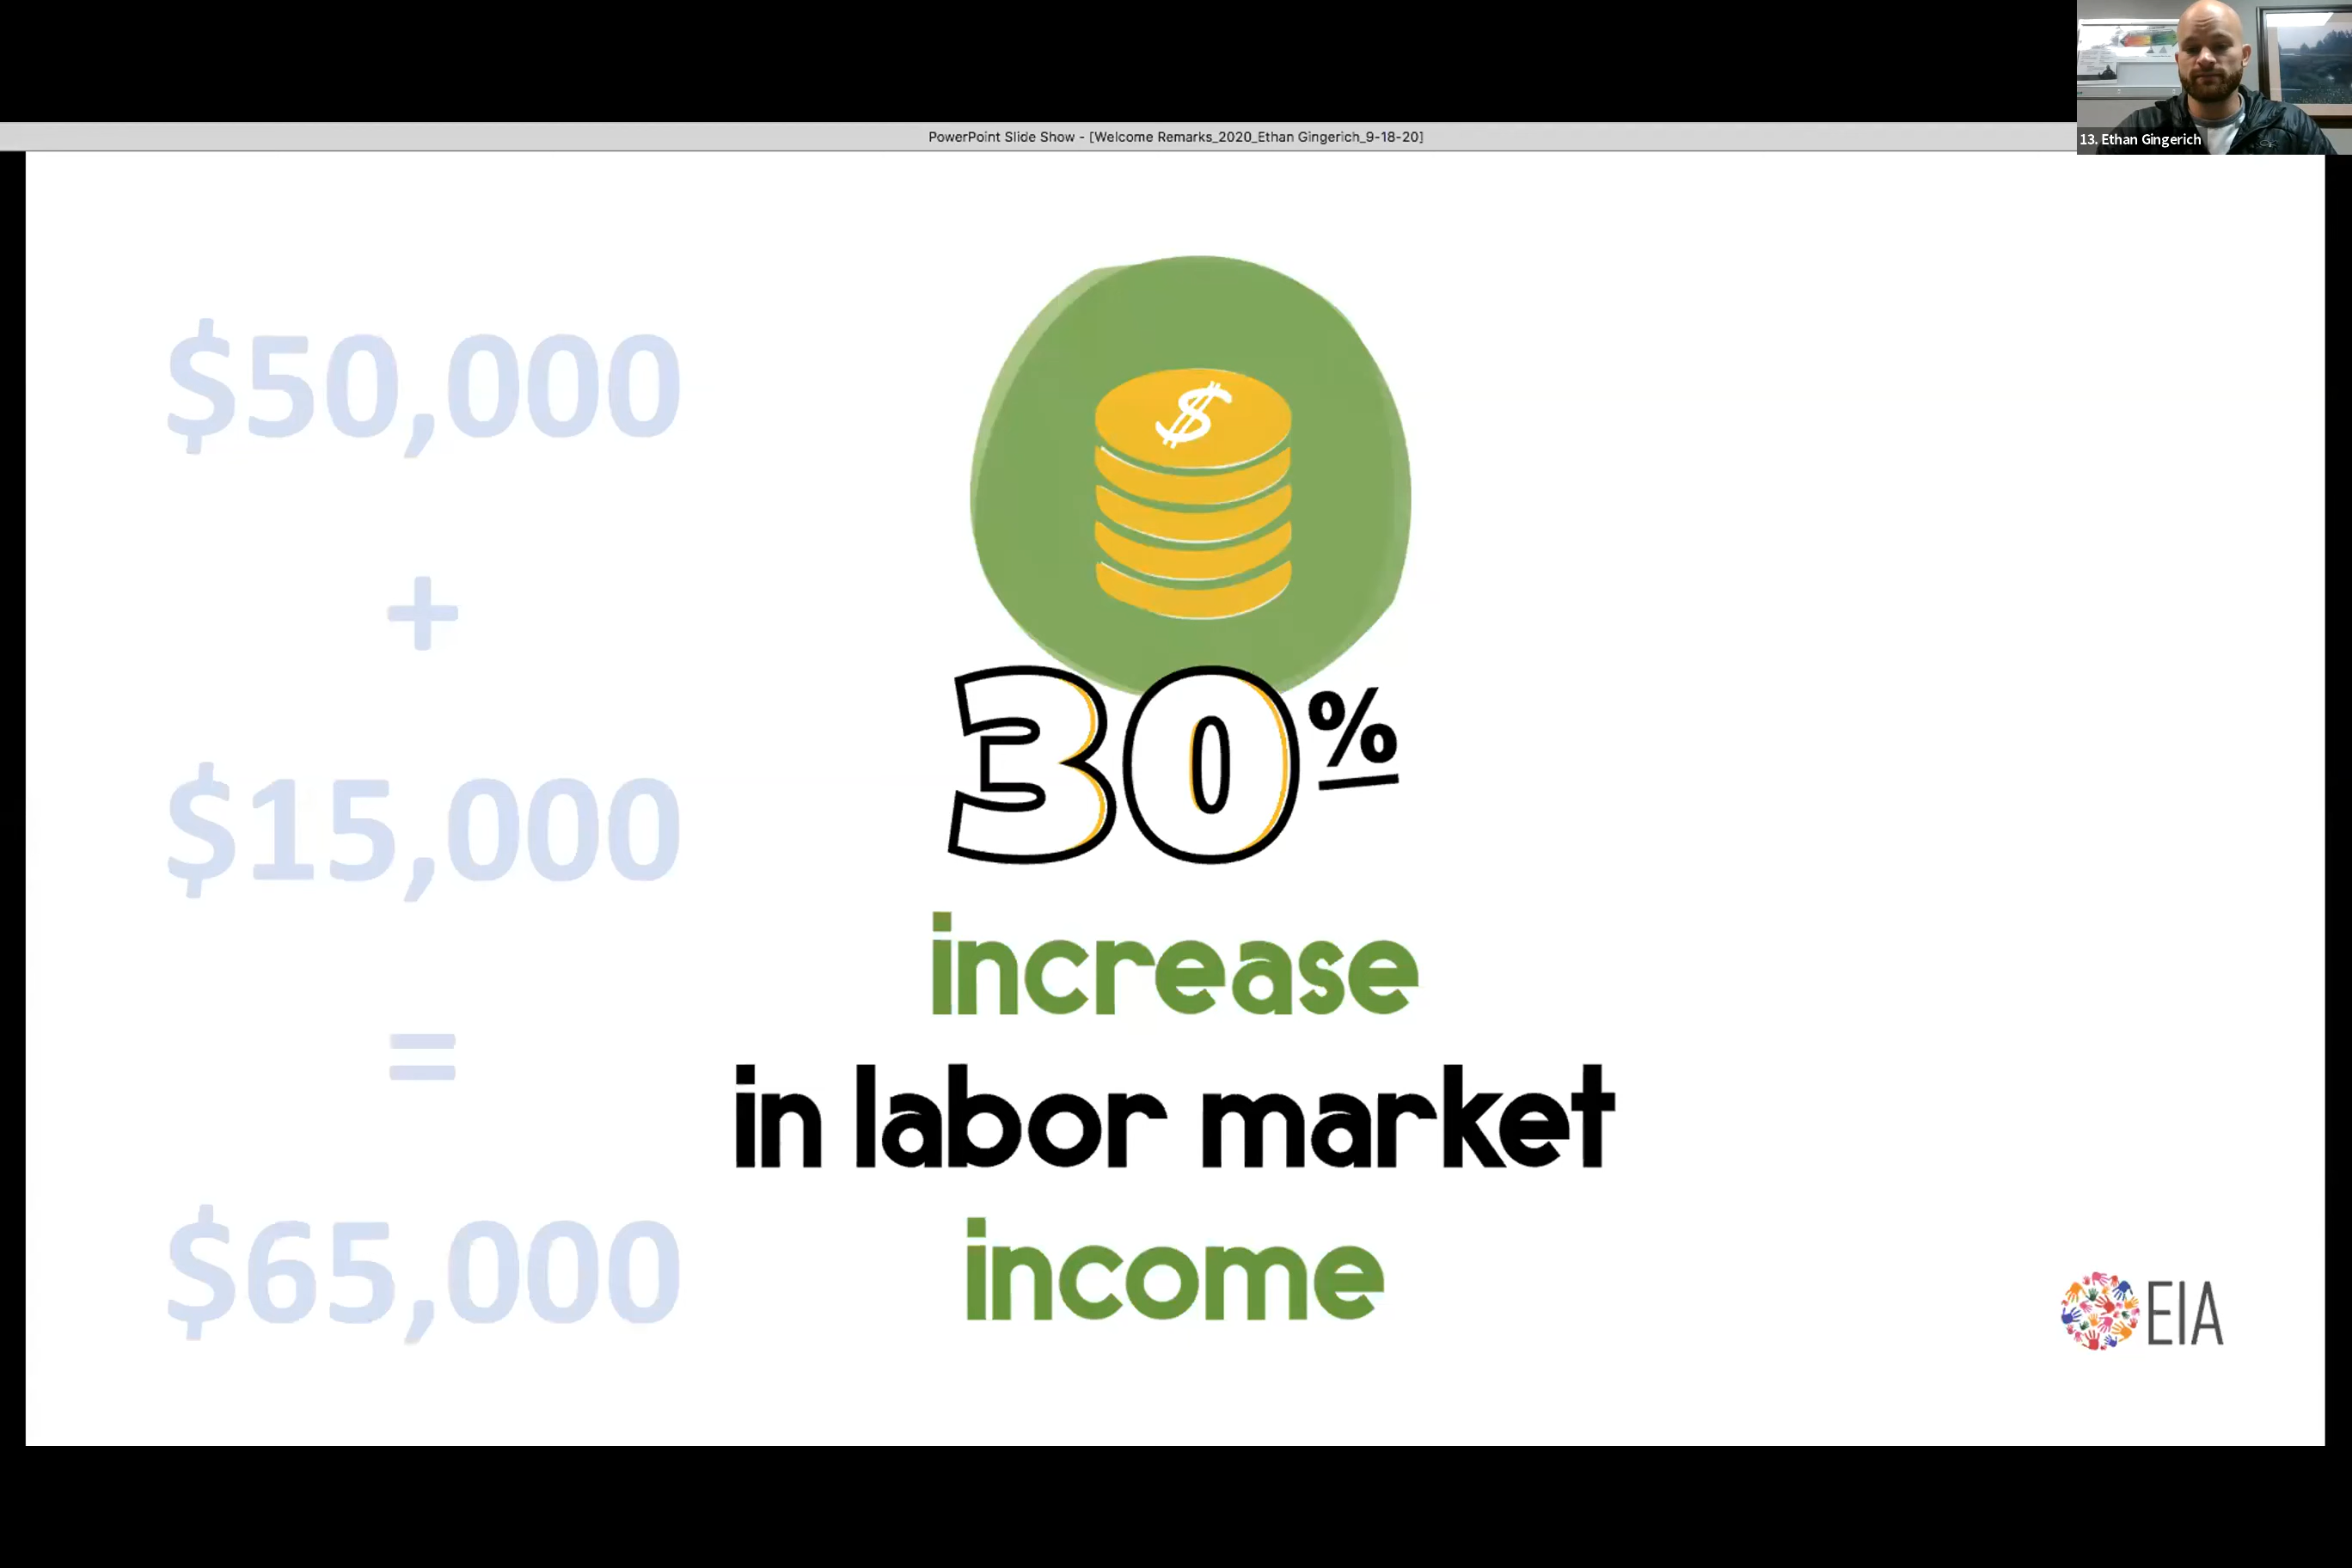 PowerPoint Slide Show - [Welcome Remarks_2020_Ethan Gingerich_9-18-20]
13. Ethan Gingerich
$50,000
+
$15,000
=
$65,000
$
30%
increase
in labor market
income
EIA